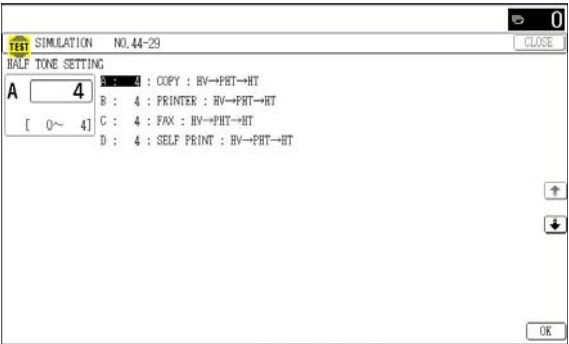 0
TEST SIMULATION NO.44-29 CLOSE
HALF TONE SETTING
A 4
[ 0~ 4]
A : 4 : COPY : HV→PHT→HT
B : 4 : PRINTER : HV→PHT→HT
C : 4 : FAX : HV→PHT→HT
D : 4 : SELF PRINT : HV→PHT→HT
OK